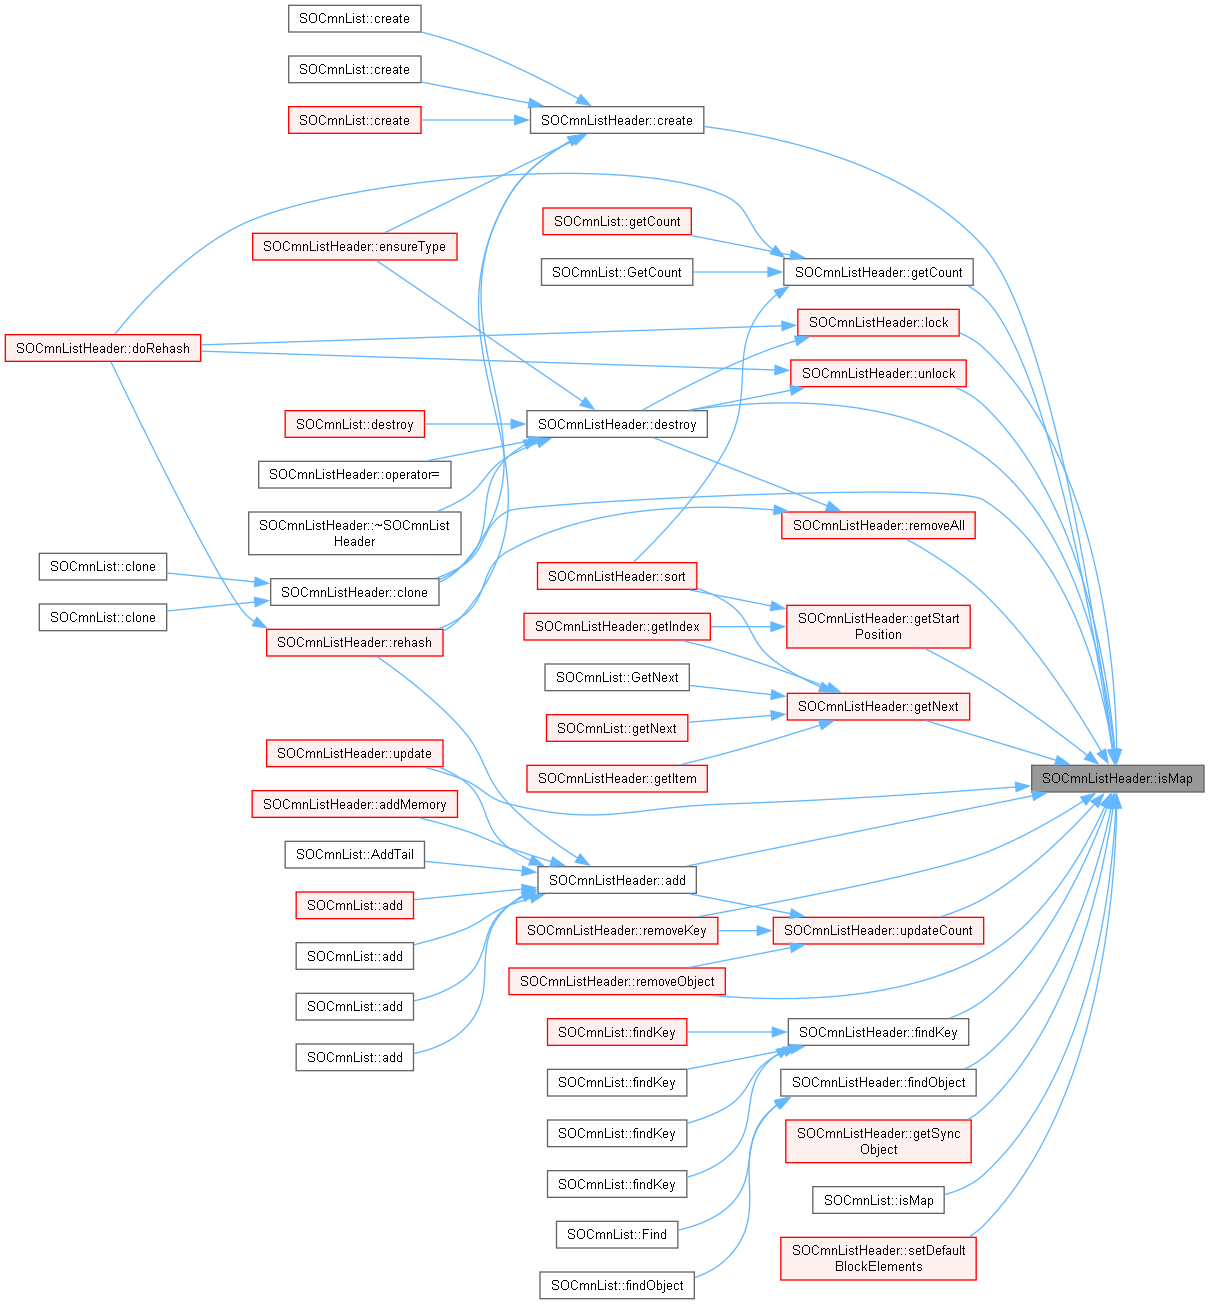 SOCmnList::create
SOCmnList::create
SOCmnList::create
SOCmnListHeader::create
SOCmnList::getCount
SOCmnListHeader::ensureType
SOCmnList::GetCount
SOCmnListHeader::getCount
SOCmnListHeader::lock
SOCmnListHeader::doRehash
SOCmnListHeader::unlock
SOCmnList::destroy
SOCmnListHeader::destroy
SOCmnListHeader::operator=
SOCmnListHeader::~SOCmnList
Header
SOCmnListHeader::removeAll
SOCmnList::clone
SOCmnListHeader::sort
SOCmnListHeader::clone
SOCmnList::clone
SOCmnListHeader::getStart
Position
SOCmnListHeader::getIndex
SOCmnListHeader::rehash
SOCmnList::GetNext
SOCmnListHeader::getNext
SOCmnList::getNext
SOCmnListHeader::update
SOCmnListHeader::getItem
SOCmnListHeader::isMap
SOCmnListHeader::addMemory
SOCmnList::AddTail
SOCmnListHeader::add
SOCmnList::add
SOCmnListHeader::removeKey
SOCmnListHeader::updateCount
SOCmnList::add
SOCmnListHeader::removeObject
SOCmnList::add
SOCmnList::findKey
SOCmnListHeader::findKey
SOCmnList::add
SOCmnList::findKey
SOCmnListHeader::findObject
SOCmnList::findKey
SOCmnListHeader::getSync
Object
SOCmnList::findKey
SOCmnList::isMap
SOCmnList::Find
SOCmnListHeader::setDefault
BlockElements
SOCmnList::findObject